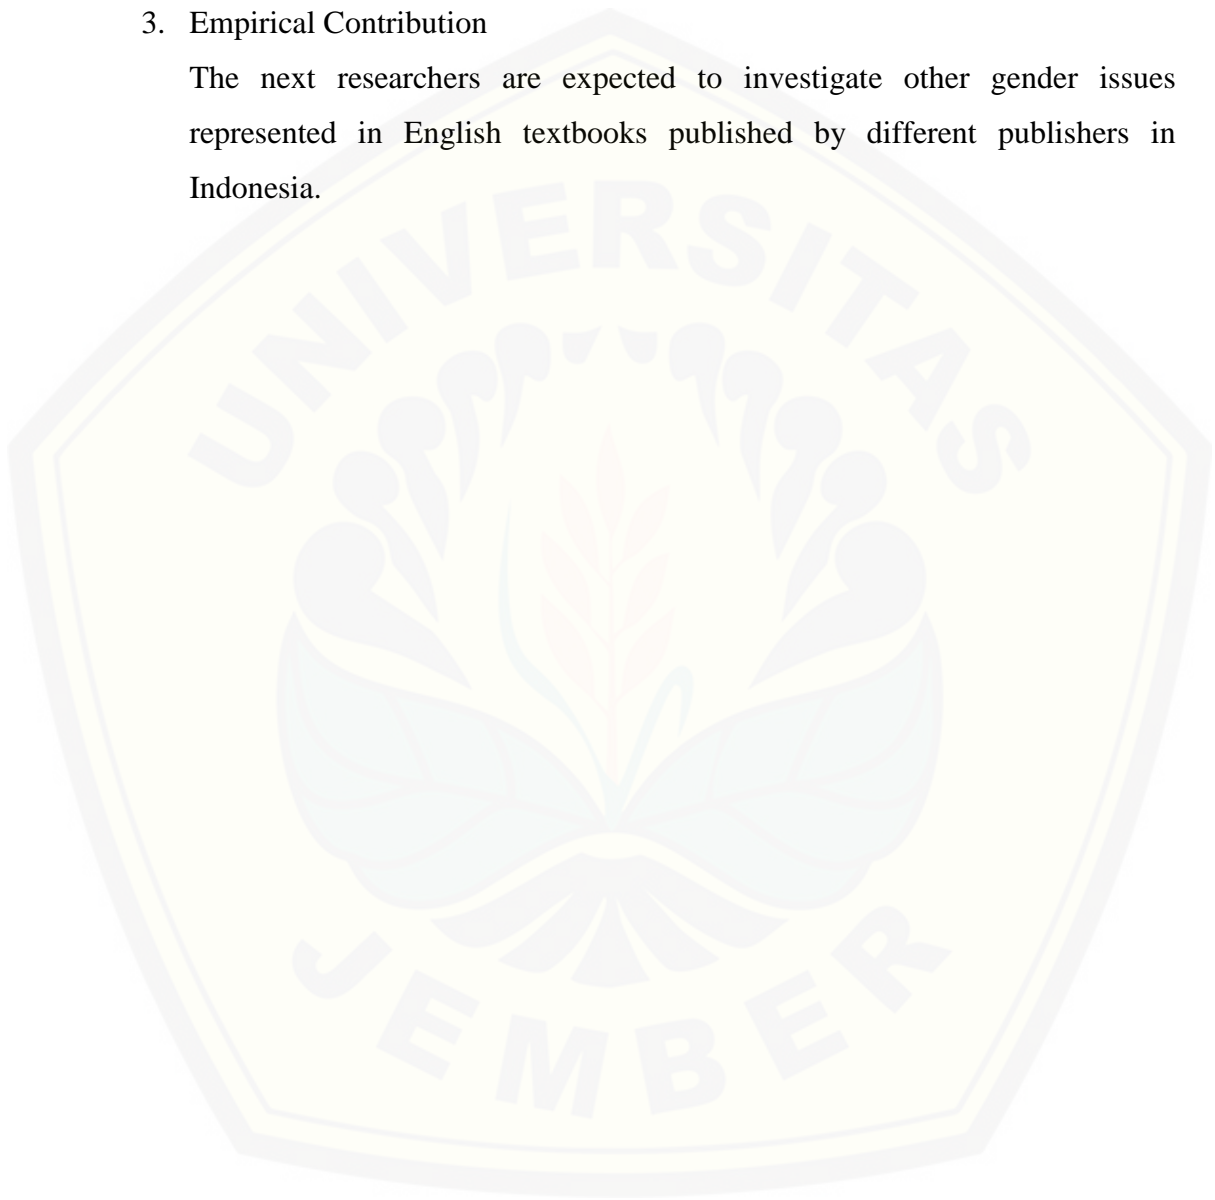 3. Empirical Contribution
The next researchers are expected to investigate other gender issues
represented in English textbooks published by different publishers in
Indonesia.
UNIVERSITAS
JEMBER